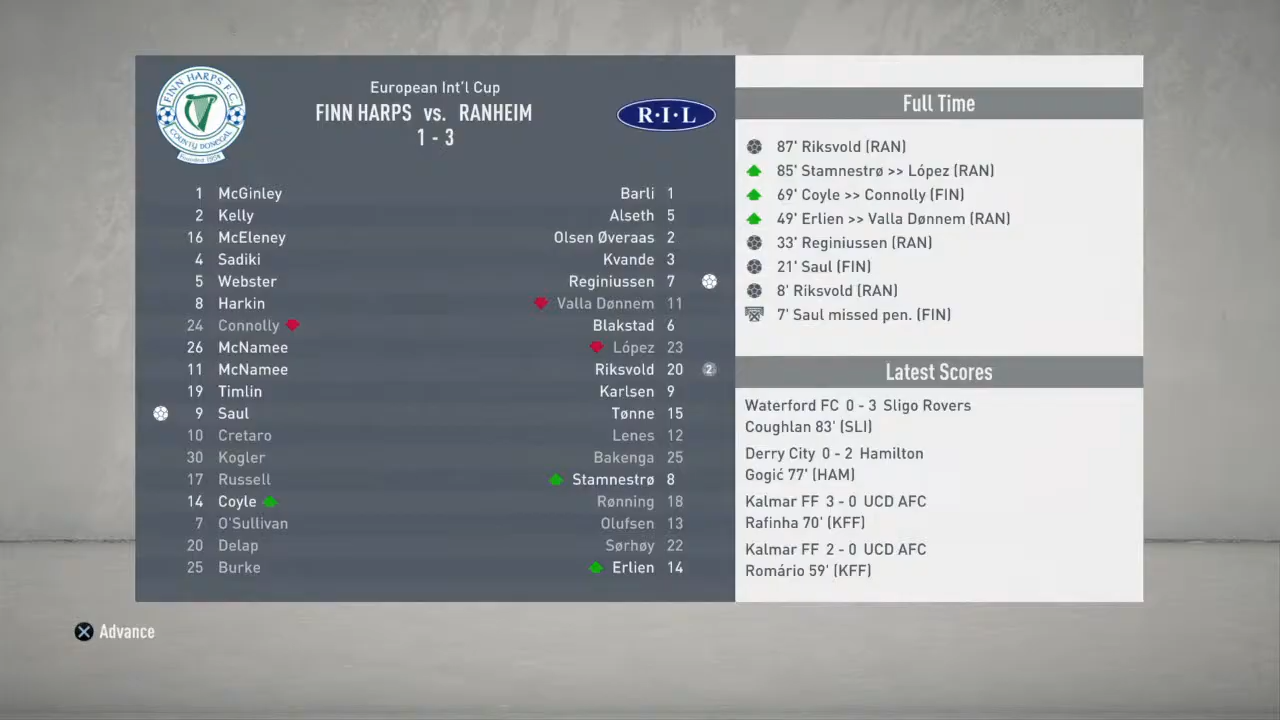 FINN HARPS F.C.
COUNTY DONEGAL
Founded 1954
European Int'l Cup
FINN HARPS vs. RANHEIM
1 - 3
R·I·L
1 McGinley Barli 1
2 Kelly Alseth 5
16 McEleney Olsen Øveraas 2
4 Sadiki Kvande 3
5 Webster Reginiussen 7
8 Harkin Valla Dønnem 11
24 Connolly Blakstad 6
26 McNamee López 23
11 McNamee Riksvold 20 2
19 Timlin Karlsen 9
9 Saul Tønne 15
10 Cretaro Lenes 12
30 Kogler Bakenga 25
17 Russell Stamnestrø 8
14 Coyle Rønning 18
7 O'Sullivan Olufsen 13
20 Delap Sørhøy 22
25 Burke Erlien 14
Full Time
87' Riksvold (RAN)
85' Stamnestrø >> López (RAN)
69' Coyle >> Connolly (FIN)
49' Erlien >> Valla Dønnem (RAN)
33' Reginiussen (RAN)
21' Saul (FIN)
8' Riksvold (RAN)
7' Saul missed pen. (FIN)
Latest Scores
Waterford FC 0 - 3 Sligo Rovers
Coughlan 83' (SLI)
Derry City 0 - 2 Hamilton
Gogić 77' (HAM)
Kalmar FF 3 - 0 UCD AFC
Rafinha 70' (KFF)
Kalmar FF 2 - 0 UCD AFC
Romário 59' (KFF)
Advance